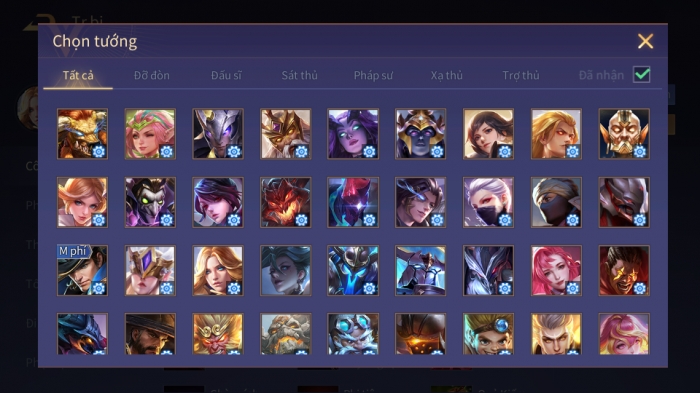 Trị
Chọn tướng
Tất cả Đỡ đòn Đấu sĩ Sát thủ Pháp sư Xạ thủ Trợ thủ Đã nhận
M phí